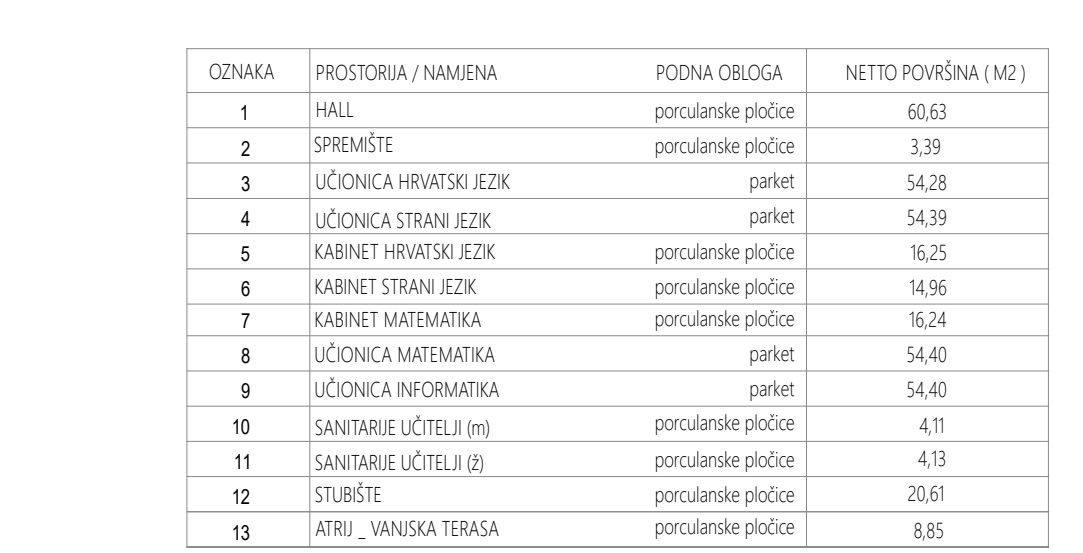 OZNAKA PROSTORIJA / NAMJENA PODNA OBLOGA NETTO POVRŠINA ( M2 )
1 HALL porculanske pločice 60,63
2 SPREMIŠTE porculanske pločice 3,39
3 UČIONICA HRVATSKI JEZIK parket 54,28
4 UČIONICA STRANI JEZIK parket 54,39
5 KABINET HRVATSKI JEZIK porculanske pločice 16,25
6 KABINET STRANI JEZIK porculanske pločice 14,96
7 KABINET MATEMATIKA porculanske pločice 16,24
8 UČIONICA MATEMATIKA parket 54,40
9 UČIONICA INFORMATIKA parket 54,40
10 SANITARIJE UČITELJI (m) porculanske pločice 4,11
11 SANITARIJE UČITELJI (ž) porculanske pločice 4,13
12 STUBIŠTE porculanske pločice 20,61
13 ATRIJ _ VANJSKA TERASA porculanske pločice 8,85